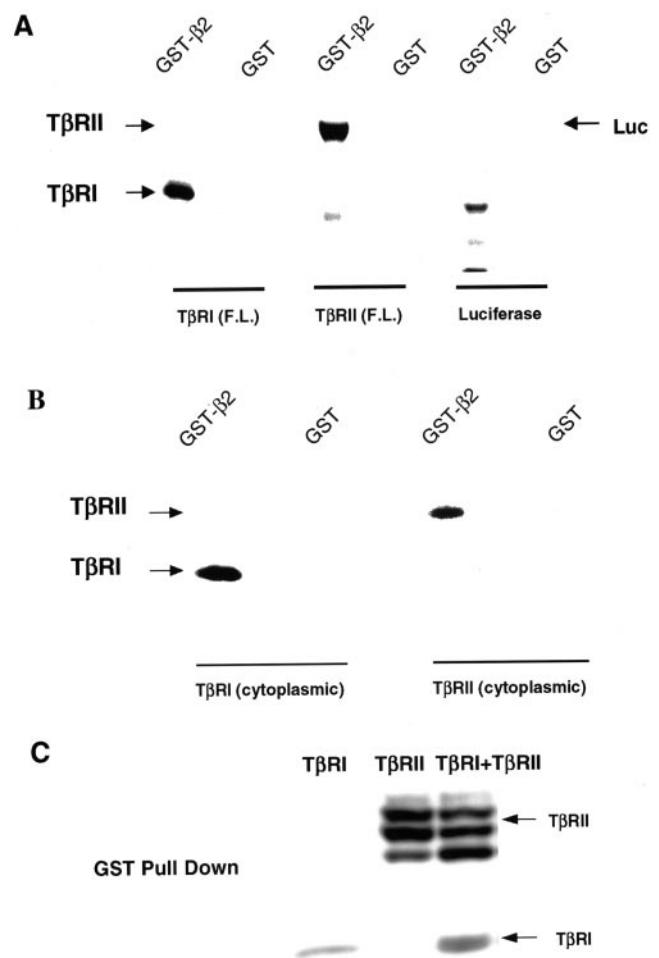 A
GST-β2 GST GST-β2 GST GST-β2 GST
TβRII
Luc
TβRI
TβRI (F.L.) TβRII (F.L.) Luciferase
B
GST-β2 GST GST-β2 GST
TβRII
TβRI
TβRI (cytoplasmic) TβRII (cytoplasmic)
C
TβRI TβRII TβRI+TβRII
TβRII
GST Pull Down
TβRI